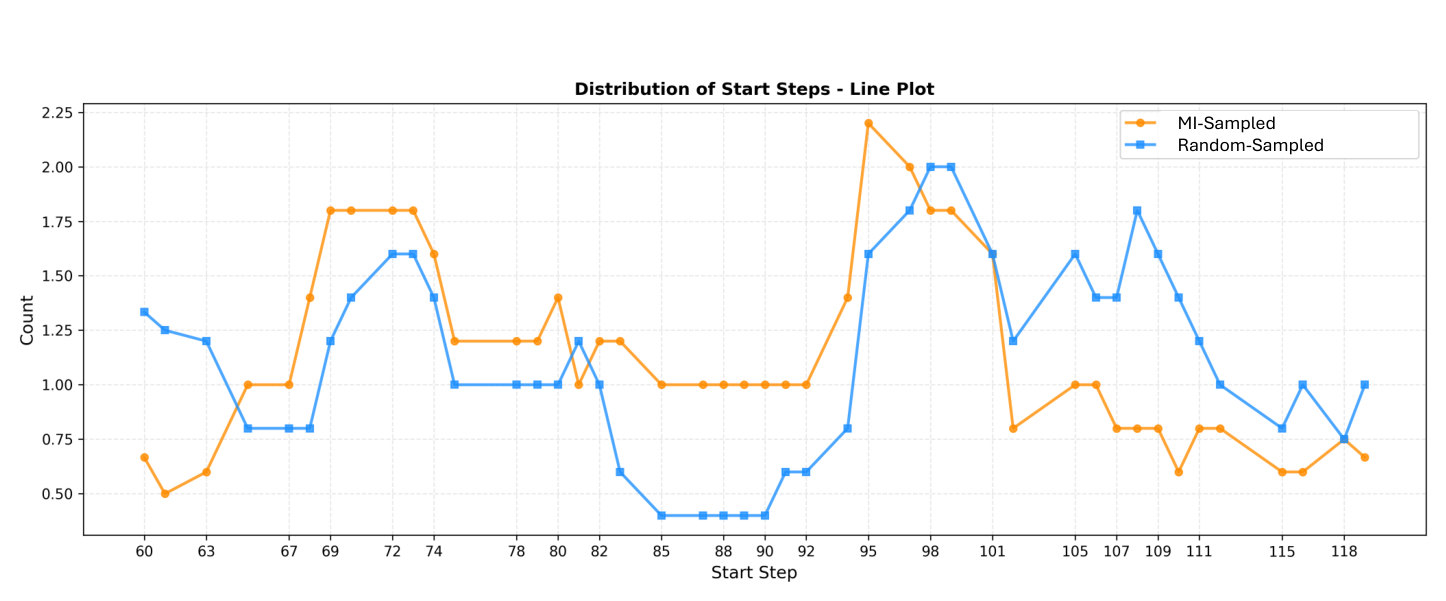 Distribution of Start Steps - Line Plot
MI-Sampled
Random-Sampled
Count
2.25
2.00
1.75
1.50
1.25
1.00
0.75
0.50
60 63 67 69 72 74 78 80 82 85 88 90 92 95 98 101 105 107 109 111 115 118
Start Step